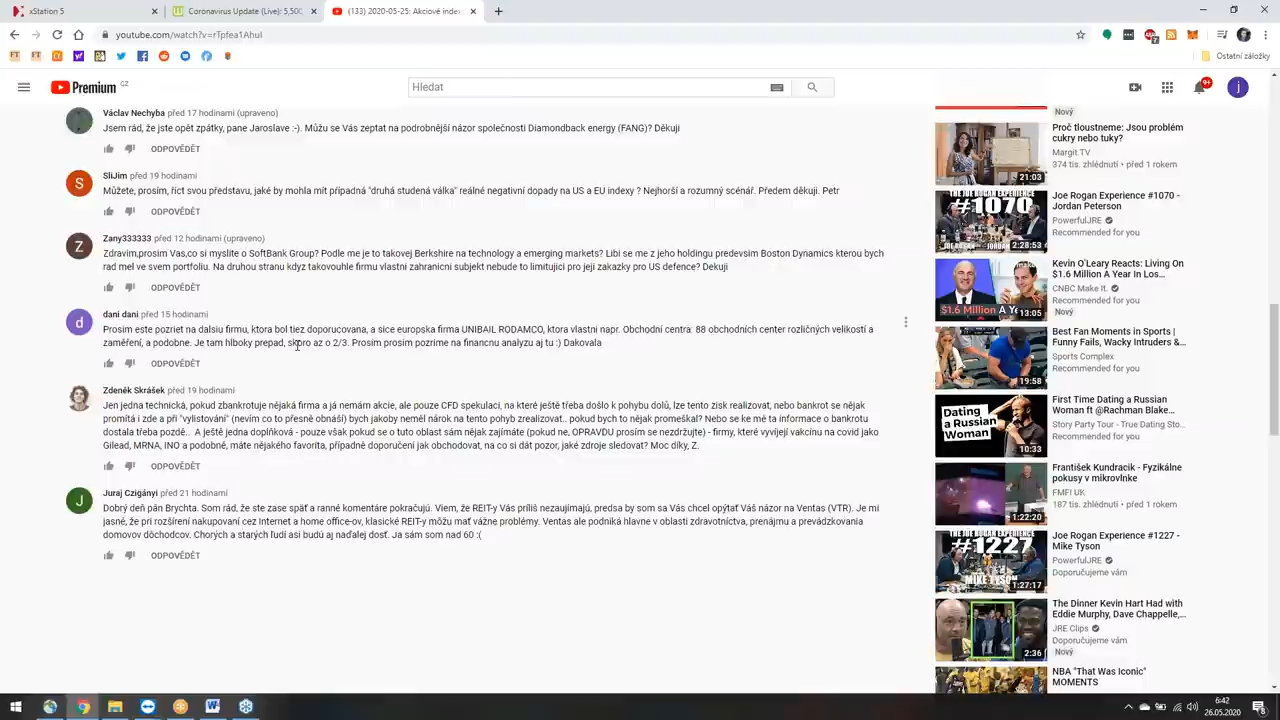 xStation 5
Coronavirus Update (Live): 5,500
(133) 2020-05-25: Akciové index
youtube.com/watch?v=rTpfea1AhuI
Ostatní záložky
Premium CZ
Hledat
9+
j
Václav Nechyba před 17 hodinami (upraveno)
Jsem rád, že jste opět zpátky, pane Jaroslave :-). Můžu se Vás zeptat na podrobnější názor společnosti Diamondback energy (FANG)? Děkuji
ODPOVĚDĚT
S
SliJim před 19 hodinami
Můžete, prosím, říct svou představu, jaké by mohla mít případná "druhá studená válka" reálné negativní dopady na US a EU indexy ? Nejhorší a rozumný scénář. Předem děkuji. Petr
ODPOVĚDĚT
Z
Zany333333 před 12 hodinami (upraveno)
Zdravim,prosim Vas,co si myslite o SoftBank Group? Podle me je to takovej Berkshire na technology a emerging markets? Libi se mi z jeho holdingu predevsim Boston Dynamics kterou bych
rad mel ve svem portfoliu. Na druhou stranu kdyz takovouhle firmu vlastni zahranicni subjekt nebude to limitujici pro jeji zakazky pro US defence? Dekuji
ODPOVĚDĚT
d
dani dani před 15 hodinami
Prosim este pozriet na dalsiu firmu, ktora bol tiez doporucovana, a sice europska firma UNIBAIL RODAMCO, ktora vlastni napr. Obchodní centra: 88 obchodních center rozličných velikostí a
zaměření, a podobne. Je tam hlboky prepad, skoro az o 2/3. Prosim prosim pozrime na financnu analyzu aj tu :) Dakovala
ODPOVĚDĚT
Zdeněk Skrášek před 19 hodinami
Jen jedna technická, pokud zbankrotuje nějaká firma a já nemám akcie, ale pouze CFD spekulaci, na které ještě třeba došlo k pohybu dolů, lze tento zisk realizovat, nebo bankrot se nějak
promítá i zde a při "vylistování" (nevím co to přesně obnáší) bych jakoby neměl nárok na tento pohyb zrealizovat.. pokud bych to nějak promeškal? Nebo se ke mě ta informace o bankrotu
dostala třeba pozdě.. A ještě jedna doplňková - pouze však pokud se o tuto oblast sám nějak zajímáte (pokud ne, OPRAVDU prosím se nezdržujte) - firmy, které vyvíjejí vakcínu na covid jako
Gilead, MRNA, INO a podobně, máte nějakého favorita, případné doporučení jak obchodovat, na co si dát pozor, jaké zdroje sledovat? Moc díky, Z.
ODPOVĚDĚT
J
Juraj Czigányi před 21 hodinami
Dobrý deň pán Brychta. Som rád, že ste zase späť a ranné komentáre pokračujú. Viem, že REIT-y Vás príliš nezaujímajú, predsa by som sa Vás chcel opýtať Váš názor na Ventas (VTR). Je mi
jasné, že pri rozšírení nakupovaní cez Internet a home office-ov, klasické REIT-y môžu mať vážne problémy. Ventas ale podniká hlavne v oblasti zdravotníctva, prenájmu a prevádzkovania
domovov dôchodcov. Chorých a starých ľudí áši budú aj naďalej dosť. Ja sám som nad 60 :(
ODPOVĚDĚT
Nový
Proč tloustneme: Jsou problém
cukry nebo tuky?
Margit.TV
374 tis. zhlédnutí • před 1 rokem
21:03
#1070
Joe Rogan Experience #1070 -
Jordan Peterson
PowerfulJRE
Recommended for you
2:28:53
Kevin O'Leary Reacts: Living On
$1.6 Million A Year In Los...
CNBC Make It.
Recommended for you
Nový
$1.6 Million A Ye
13:05
Best Fan Moments in Sports |
Funny Fails, Wacky Intruders &...
Sports Complex
Recommended for you
19:58
First Time Dating a Russian
Woman ft @Rachman Blake...
Story Party Tour - True Dating Sto...
Recommended for you
Dating
a Russian
Woman
10:33
František Kundracik - Fyzikálne
pokusy v mikrovlnke
FMFI UK
187 tis. zhlédnutí • před 1 rokem
1:22:20
#1227
MIKE TYSON
Joe Rogan Experience #1227 -
Mike Tyson
PowerfulJRE
Doporučujeme vám
1:27:17
The Dinner Kevin Hart Had with
Eddie Murphy, Dave Chappelle,...
JRE Clips
Doporučujeme vám
Nový
2:36
NBA "That Was Iconic"
MOMENTS
6:42
26.05.2020